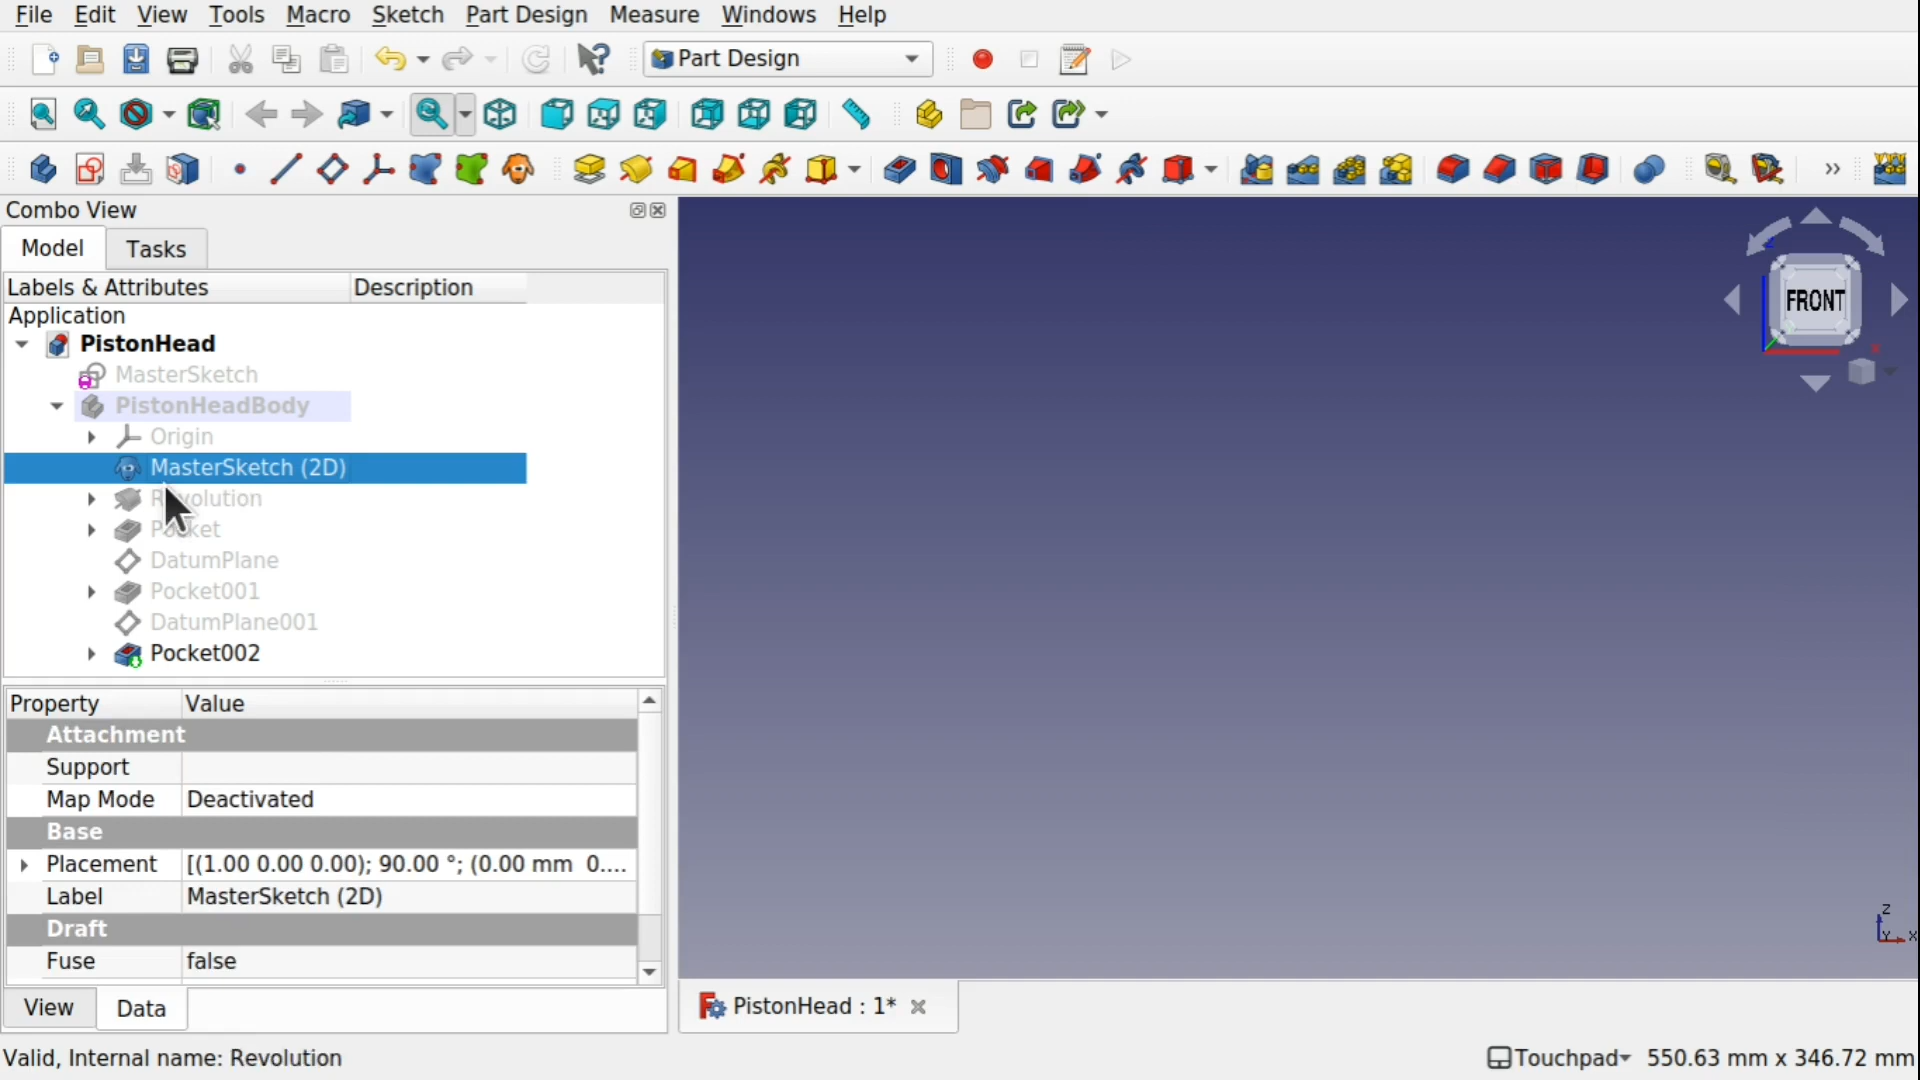 File Edit View Tools Macro Sketch Part Design Measure Windows Help
Part Design
Combo View
Model Tasks
Labels & Attributes Description
Application
PistonHead
MasterSketch
PistonHeadBody
Origin
MasterSketch (2D)
Revolution
Pocket
DatumPlane
Pocket001
DatumPlane001
Pocket002
Property Value
Attachment
Support
Map Mode Deactivated
Base
Placement [(1.00 0.00 0.00); 90.00 °; (0.00 mm 0....
Label MasterSketch (2D)
Draft
Fuse false
View Data
FRONT
Z
X
Z
Y X
PistonHead : 1*
Valid, Internal name: Revolution
Touchpad 550.63 mm x 346.72 mm